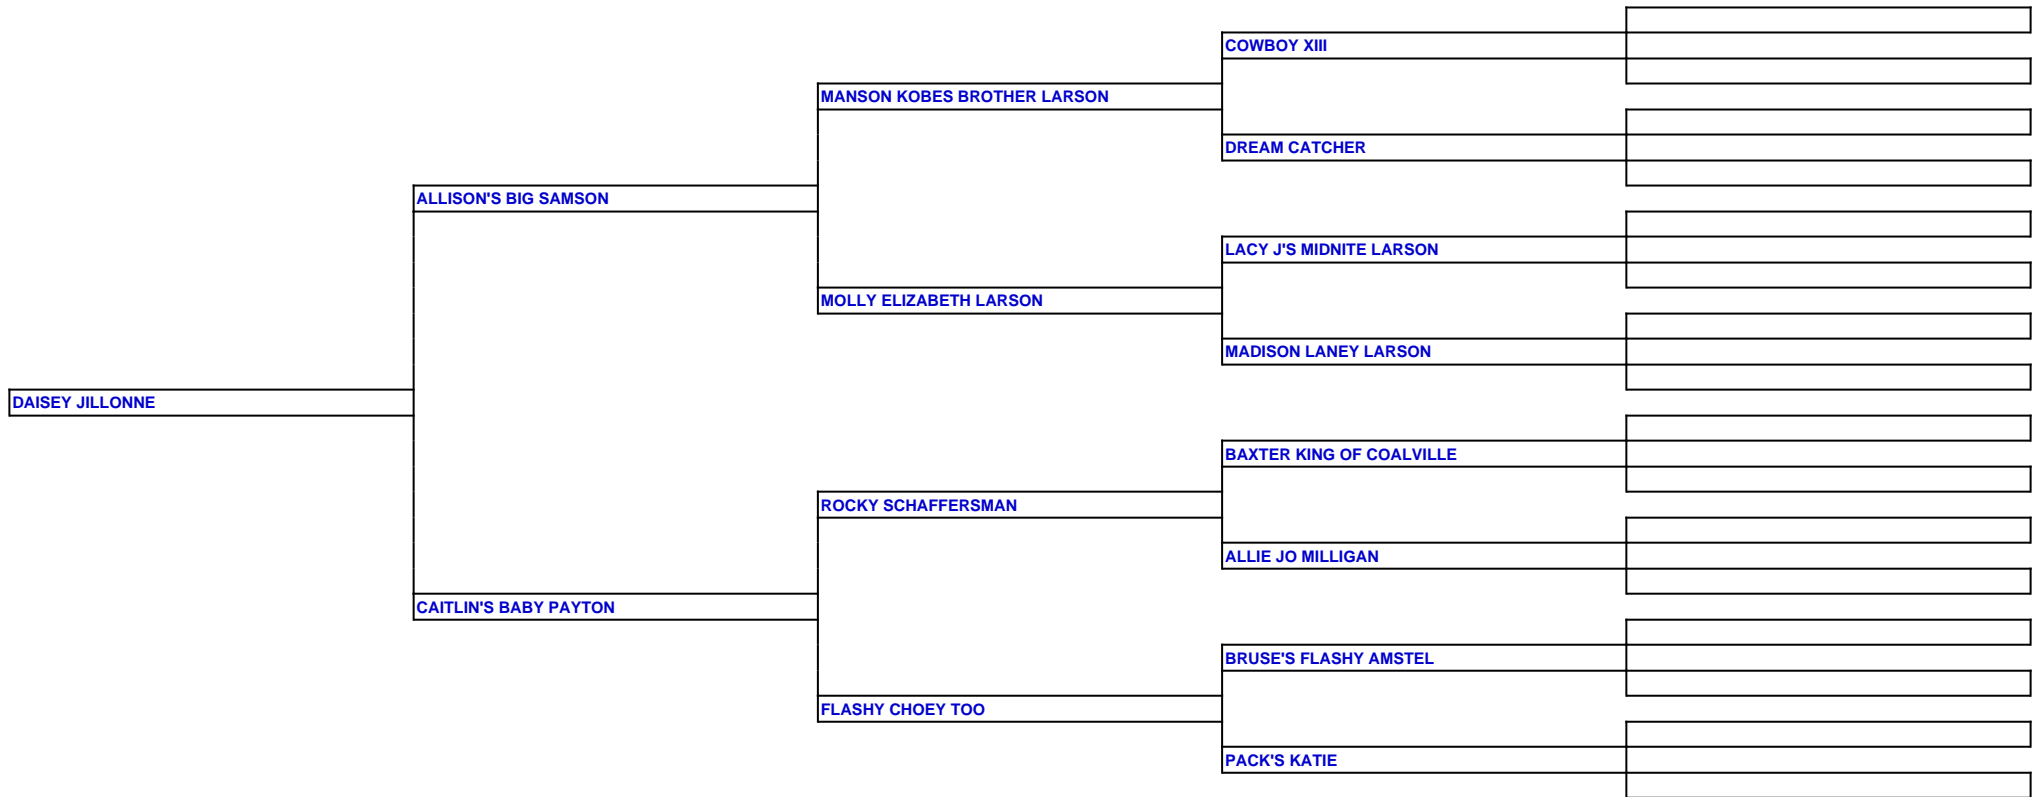 COWBOY XIII
MANSON KOBES BROTHER LARSON
DREAM CATCHER
ALLISON'S BIG SAMSON
LACY J'S MIDNITE LARSON
MOLLY ELIZABETH LARSON
MADISON LANEY LARSON
DAISEY JILLONNE
BAXTER KING OF COALVILLE
ROCKY SCHAFFERSMAN
ALLIE JO MILLIGAN
CAITLIN'S BABY PAYTON
BRUSE'S FLASHY AMSTEL
FLASHY CHOEY TOO
PACK'S KATIE